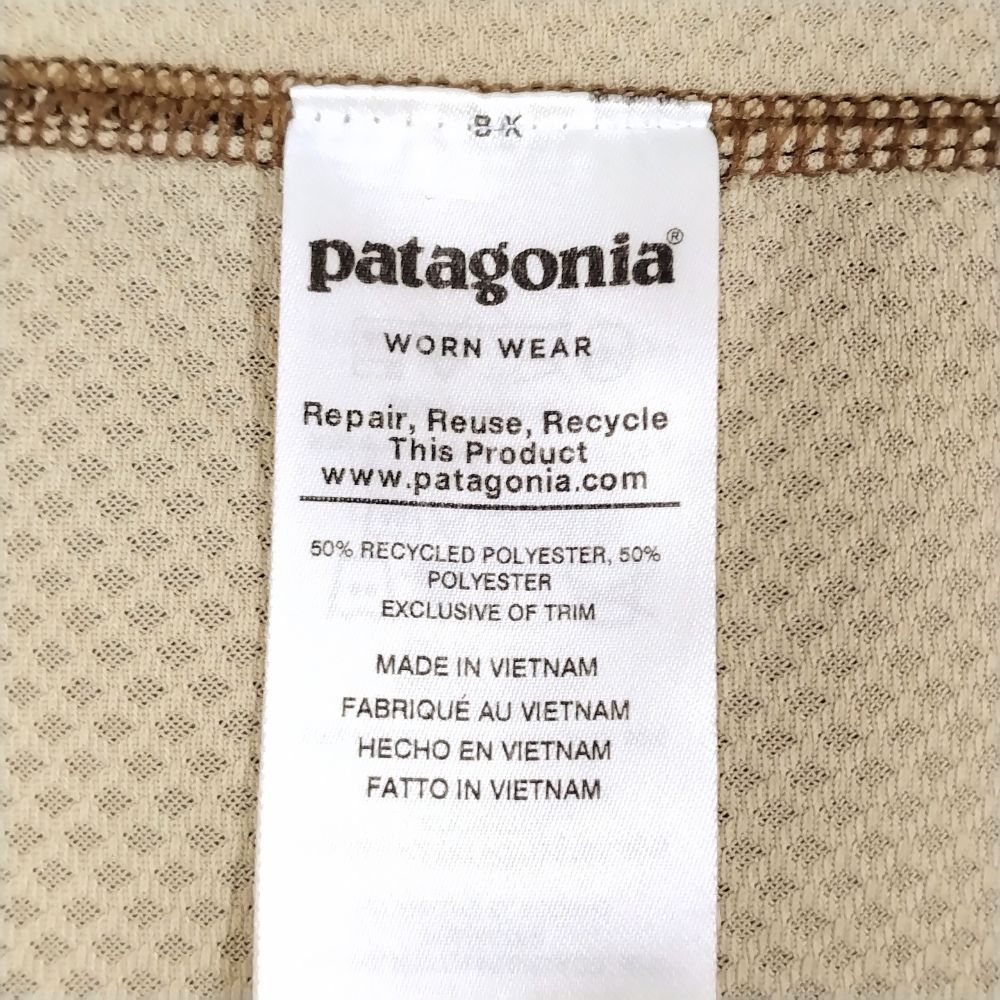 B-X
patagonia®
WORN WEAR
Repair, Reuse, Recycle
This Product
www.patagonia.com
50% RECYCLED POLYESTER, 50%
POLYESTER
EXCLUSIVE OF TRIM
MADE IN VIETNAM
FABRIQUÉ AU VIETNAM
HECHO EN VIETNAM
FATTO IN VIETNAM